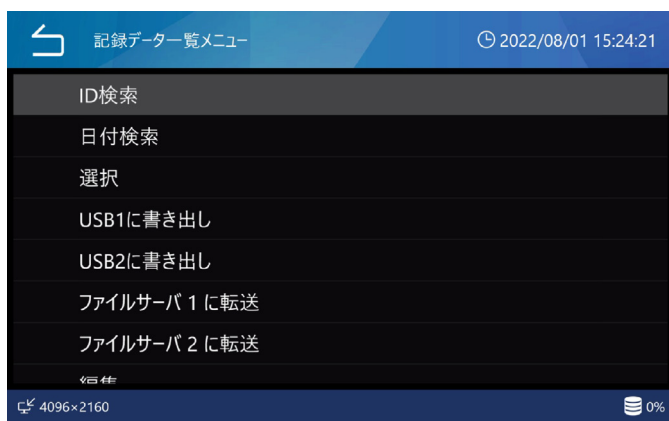 記録データ一覧メニュー
2022/08/01 15:24:21
ID検索
日付検索
選択
USB1に書き出し
USB2に書き出し
ファイルサーバ 1 に転送
ファイルサーバ 2 に転送
編集
4096×2160
0%